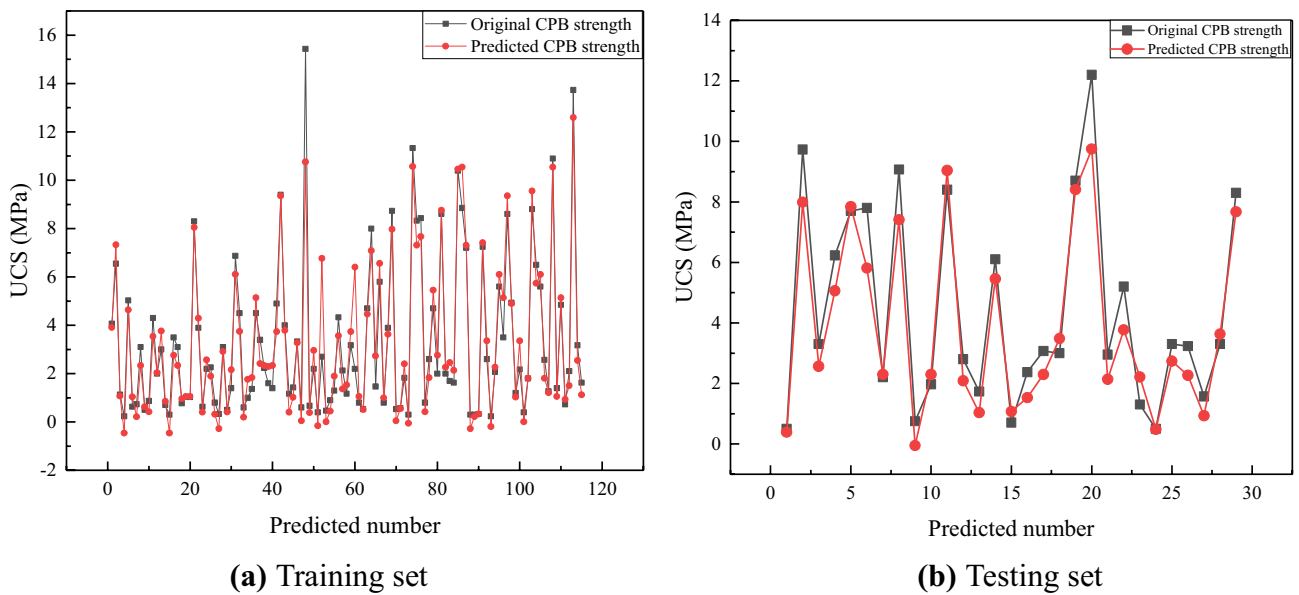 Original CPB strength
Predicted CPB strength
16
14
12
10
8
6
4
2
0
-2
UCS (MPa)
0 20 40 60 80 100 120
Predicted number
(a) Training set
Original CPB strength
Predicted CPB strength
14
12
10
8
6
4
2
0
UCS (MPa)
0 5 10 15 20 25 30
Predicted number
(b) Testing set